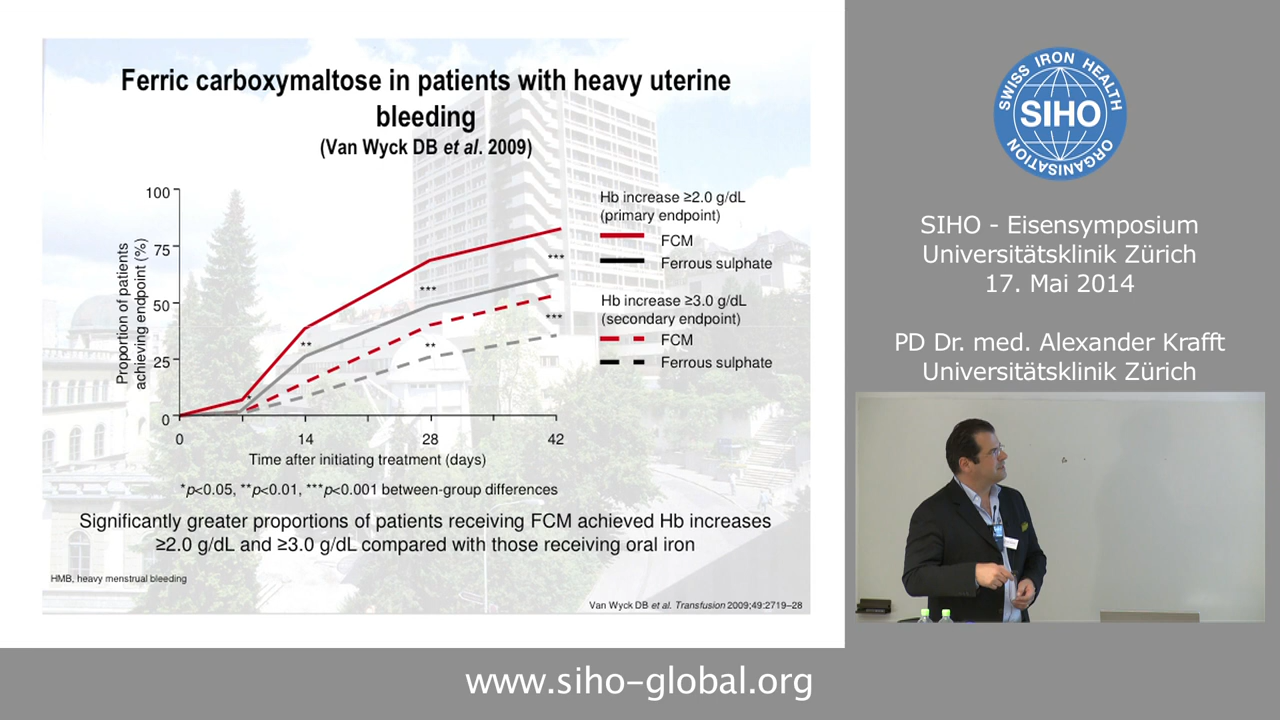 Ferric carboxymaltose in patients with heavy uterine
bleeding
(Van Wyck DB et al. 2009)
100
75
50
25
0
Proportion of patients
achieving endpoint (%)
*
**
***
**
***
***
0
14
28
42
Time after initiating treatment (days)
Hb increase ≥2.0 g/dL
(primary endpoint)
FCM
Ferrous sulphate
Hb increase ≥3.0 g/dL
(secondary endpoint)
FCM
Ferrous sulphate
*p<0.05, **p<0.01, ***p<0.001 between-group differences
Significantly greater proportions of patients receiving FCM achieved Hb increases
≥2.0 g/dL and ≥3.0 g/dL compared with those receiving oral iron
HMB, heavy menstrual bleeding
Van Wyck DB et al. Transfusion 2009;49:2719–28
SWISS IRON HEALTH
SIHO
ORGANISATION
SIHO - Eisensymposium
Universitätsklinik Zürich
17. Mai 2014
PD Dr. med. Alexander Krafft
Universitätsklinik Zürich
www.siho-global.org